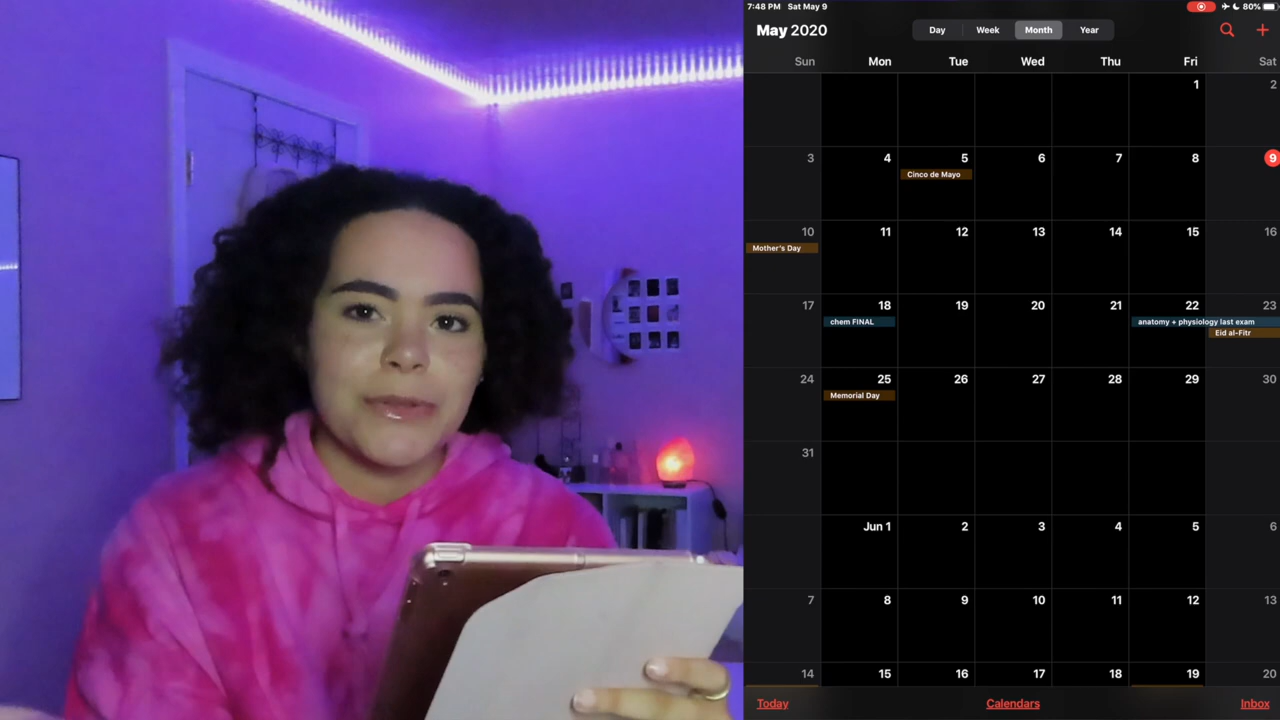 7:48 PM Sat May 9
80%
May 2020
Day Week Month Year
Sun Mon Tue Wed Thu Fri Sat
1 2
3 4 5 6 7 8 9
Cinco de Mayo
10 11 12 13 14 15 16
Mother's Day
17 18 19 20 21 22 23
chem FINAL anatomy + physiology last exam
Eid al-Fitr
24 25 26 27 28 29 30
Memorial Day
31
Jun 1 2 3 4 5 6
7 8 9 10 11 12 13
14 15 16 17 18 19 20
Today Calendars Inbox